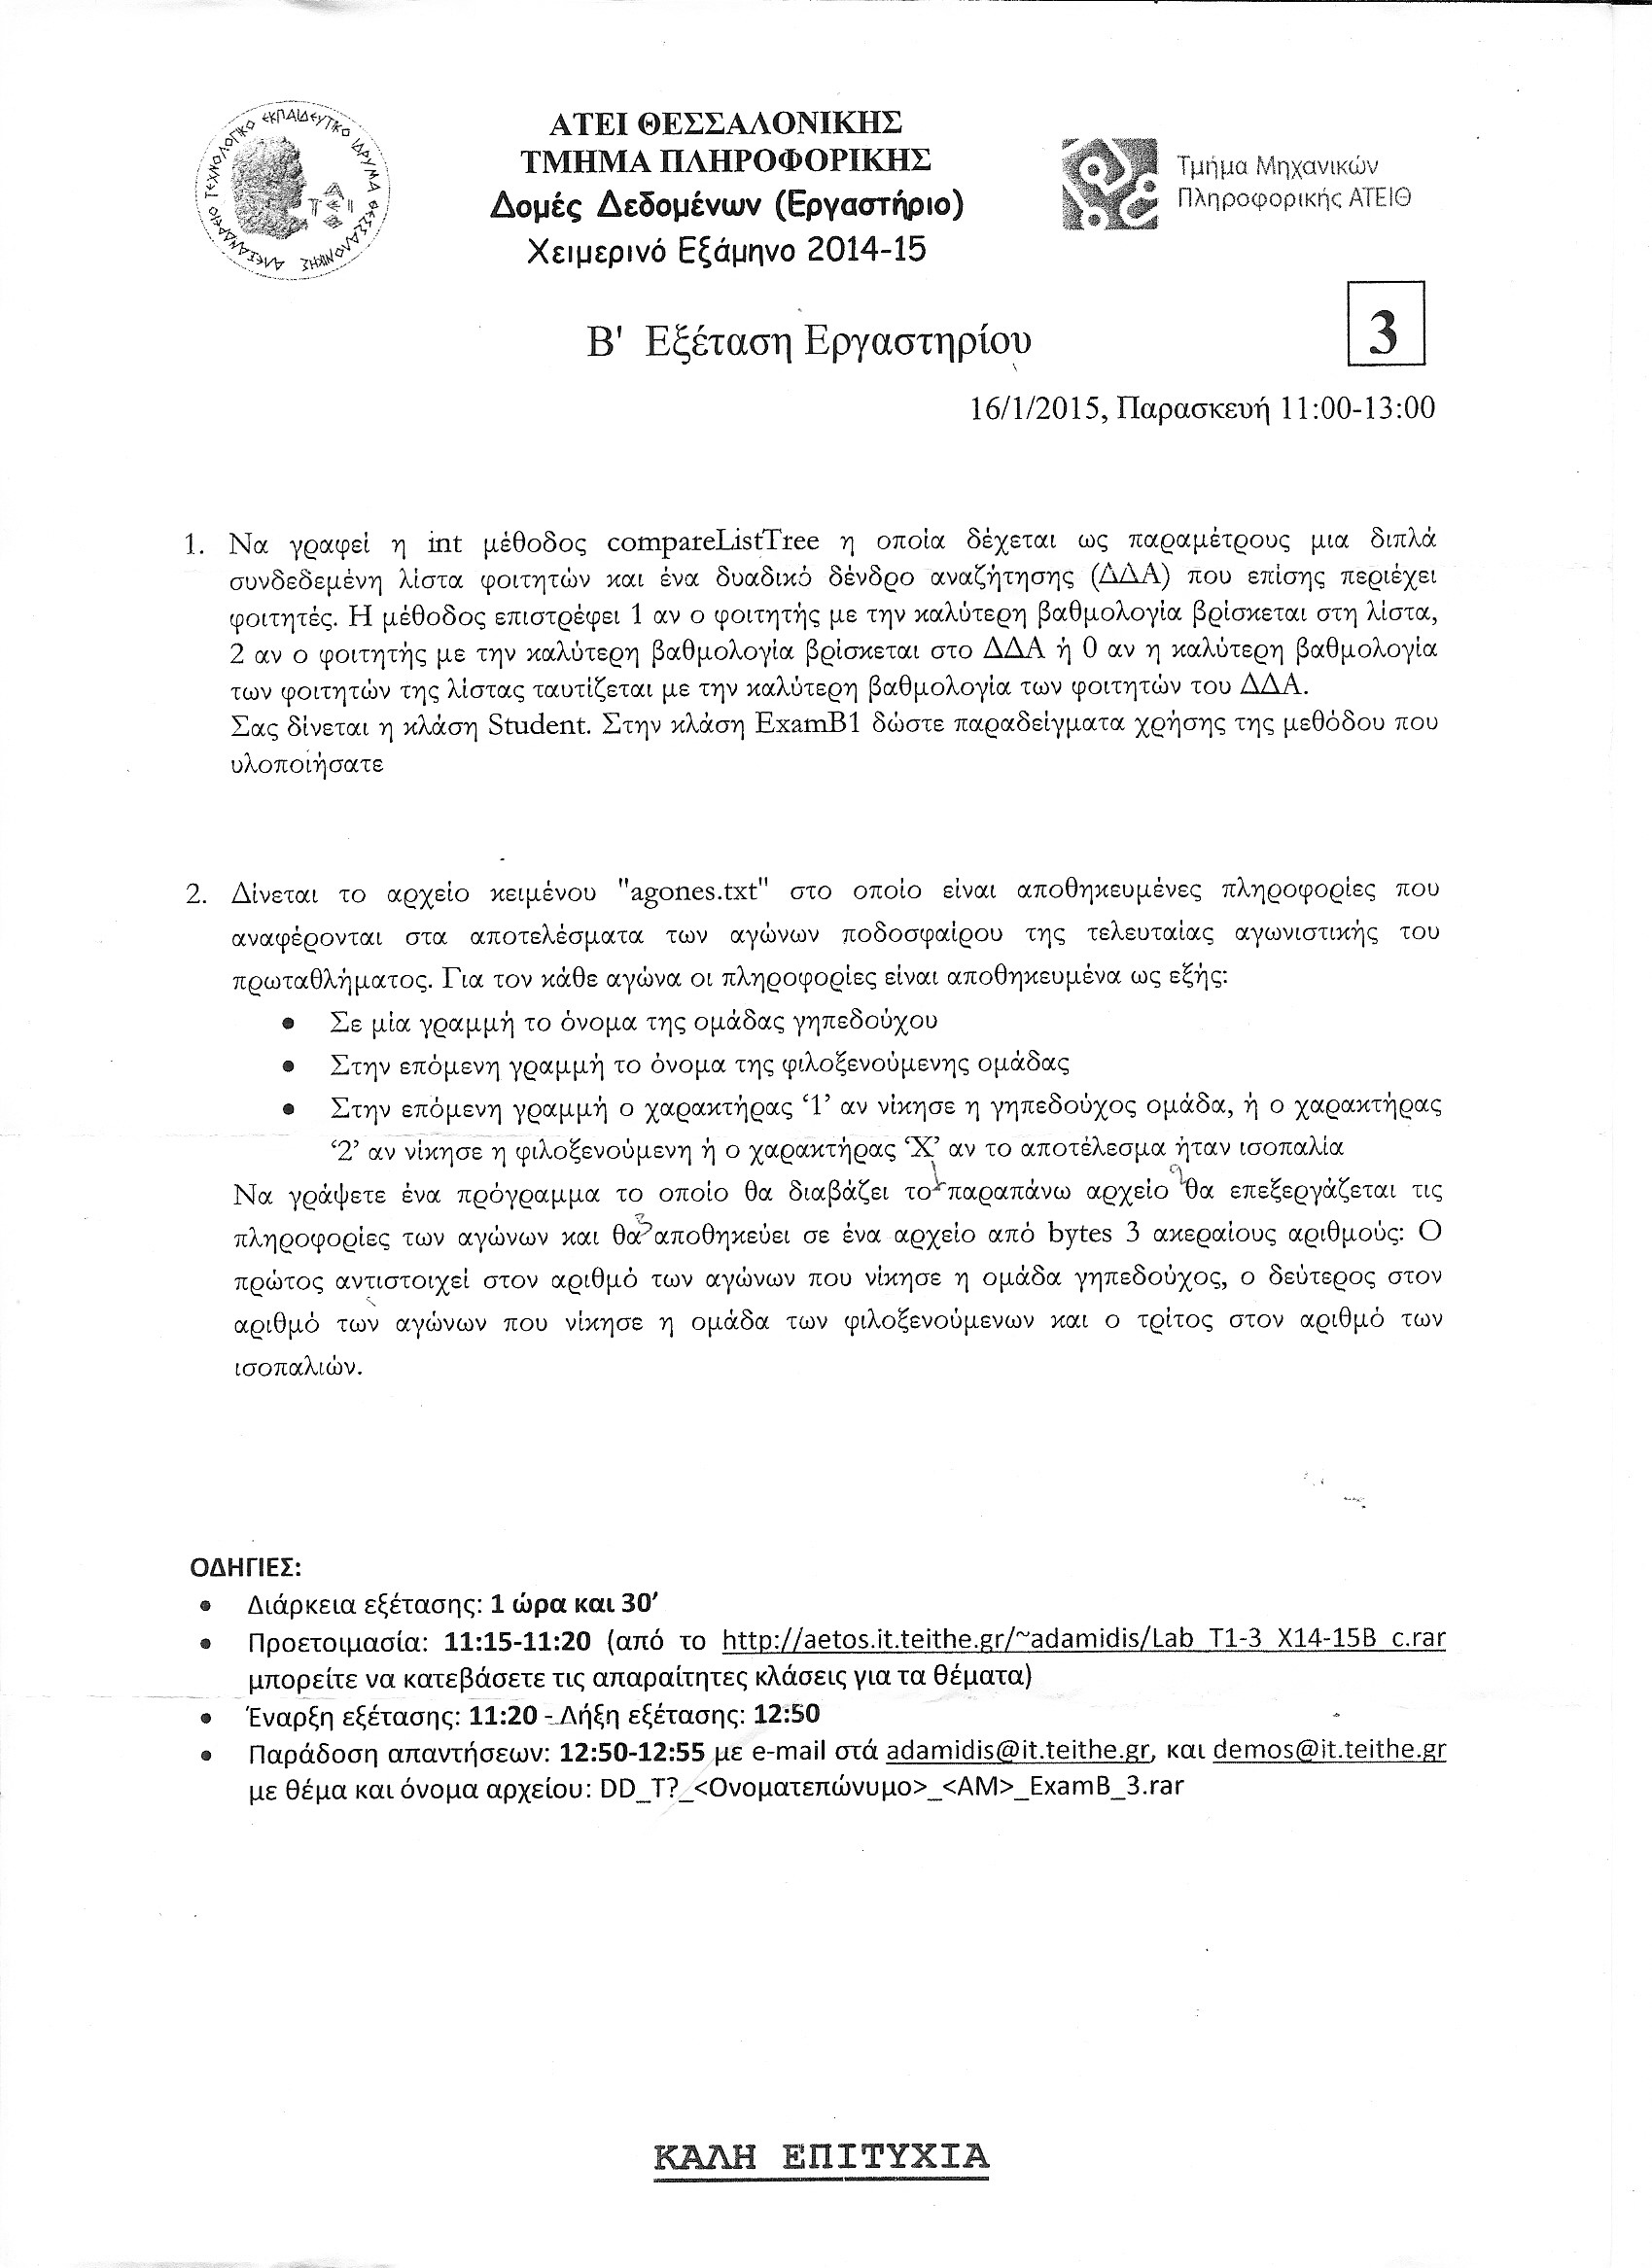 ΑΛΕΞΑΝΔΡΕΙΟ ΤΕΧΝΟΛΟΓΙΚΟ ΕΚΠΑΙΔΕΥΤΙΚΟ ΙΔΡΥΜΑ ΘΕΣΣΑΛΟΝΙΚΗΣ
ΤΕΙ
ΑΤΕΙ ΘΕΣΣΑΛΟΝΙΚΗΣ
ΤΜΗΜΑ ΠΛΗΡΟΦΟΡΙΚΗΣ
Δομές Δεδομένων (Εργαστήριο)
Χειμερινό Εξάμηνο 2014-15
Τμήμα Μηχανικών
Πληροφορικής ΑΤΕΙΘ
3
Β' Εξέταση Εργαστηρίου
16/1/2015, Παρασκευή 11:00-13:00
1. Να γραφεί η int μέθοδος compareListTree η οποία δέχεται ως παραμέτρους μια διπλά
συνδεδεμένη λίστα φοιτητών και ένα δυαδικό δένδρο αναζήτησης (ΔΔΑ) που επίσης περιέχει
φοιτητές. Η μέθοδος επιστρέφει 1 αν ο φοιτητής με την καλύτερη βαθμολογία βρίσκεται στη λίστα,
2 αν ο φοιτητής με την καλύτερη βαθμολογία βρίσκεται στο ΔΔΑ ή 0 αν η καλύτερη βαθμολογία
των φοιτητών της λίστας ταυτίζεται με την καλύτερη βαθμολογία των φοιτητών του ΔΔΑ.
Σας δίνεται η κλάση Student. Στην κλάση ExamB1 δώστε παραδείγματα χρήσης της μεθόδου που
υλοποιήσατε
2. Δίνεται το αρχείο κειμένου "agones.txt" στο οποίο είναι αποθηκευμένες πληροφορίες που
αναφέρονται στα αποτελέσματα των αγώνων ποδοσφαίρου της τελευταίας αγωνιστικής του
πρωταθλήματος. Για τον κάθε αγώνα οι πληροφορίες είναι αποθηκευμένα ως εξής:
• Σε μία γραμμή το όνομα της ομάδας γηπεδούχου
• Στην επόμενη γραμμή το όνομα της φιλοξενούμενης ομάδας
• Στην επόμενη γραμμή ο χαρακτήρας ‘1’ αν νίκησε η γηπεδούχος ομάδα, ή ο χαρακτήρας
‘2’ αν νίκησε η φιλοξενούμενη ή ο χαρακτήρας ‘Χ’ αν το αποτέλεσμα ήταν ισοπαλία
Να γράψετε ένα πρόγραμμα το οποίο θα διαβάζει το παραπάνω αρχείο θα επεξεργάζεται τις
πληροφορίες των αγώνων και θα αποθηκεύει σε ένα αρχείο από bytes 3 ακεραίους αριθμούς: Ο
πρώτος αντιστοιχεί στον αριθμό των αγώνων που νίκησε η ομάδα γηπεδούχος, ο δεύτερος στον
αριθμό των αγώνων που νίκησε η ομάδα των φιλοξενούμενων και ο τρίτος στον αριθμό των
ισοπαλιών.
ΟΔΗΓΙΕΣ:
• Διάρκεια εξέτασης: 1 ώρα και 30’
• Προετοιμασία: 11:15-11:20 (από το http://aetos.it.teithe.gr/~adamidis/Lab_T1-3_X14-15B_c.rar
μπορείτε να κατεβάσετε τις απαραίτητες κλάσεις για τα θέματα)
• Έναρξη εξέτασης: 11:20 - Λήξη εξέτασης: 12:50
• Παράδοση απαντήσεων: 12:50-12:55 με e-mail στά adamidis@it.teithe.gr, και demos@it.teithe.gr
με θέμα και όνομα αρχείου: DD_T?_<Ονοματεπώνυμο>_<ΑΜ>_ExamB_3.rar
ΚΑΛΗ ΕΠΙΤΥΧΙΑ